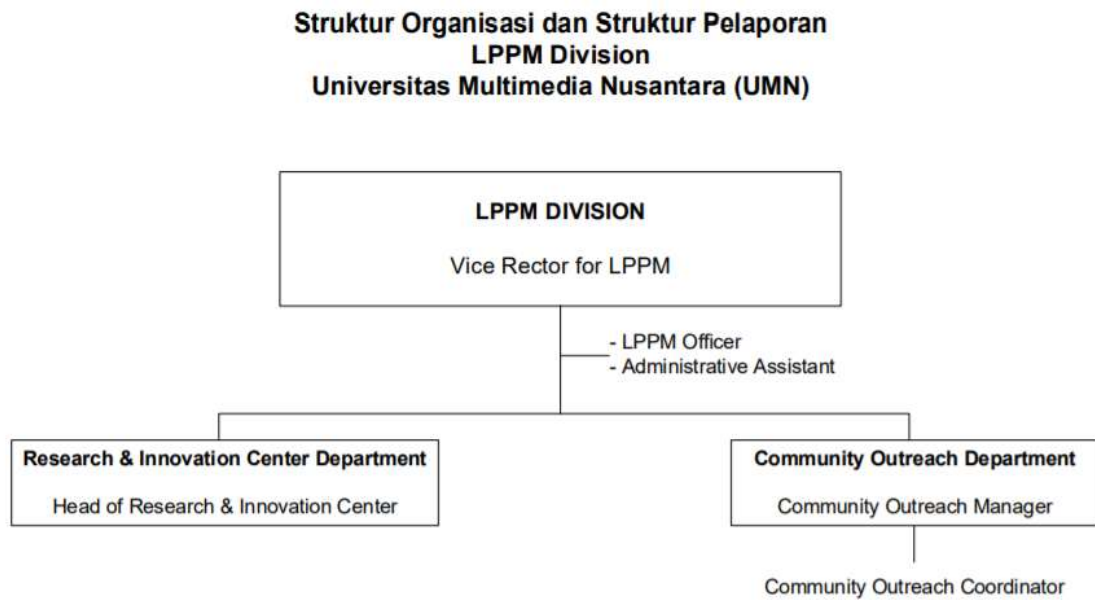 Struktur Organisasi dan Struktur Pelaporan
LPPM Division
Universitas Multimedia Nusantara (UMN)
LPPM DIVISION
Vice Rector for LPPM
- LPPM Officer
- Administrative Assistant
Research & Innovation Center Department
Head of Research & Innovation Center
Community Outreach Department
Community Outreach Manager
Community Outreach Coordinator